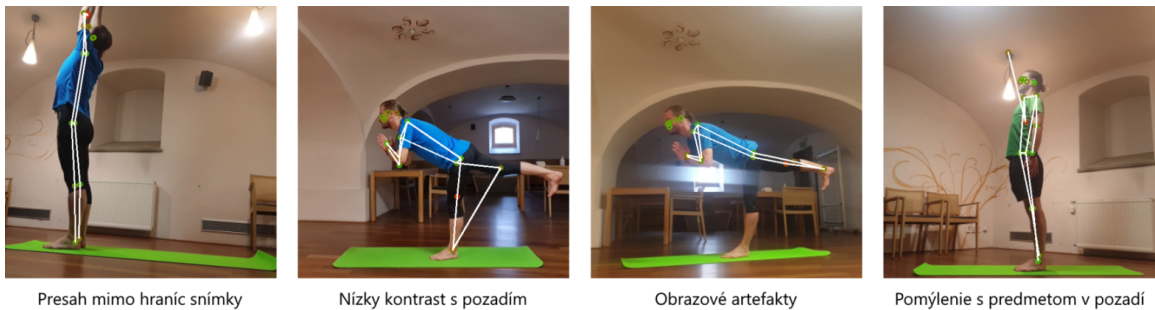 Presah mimo hraníc snímky
Nízky kontrast s pozadím
Obrazové artefakty
Pomýlenie s predmetom v pozadí